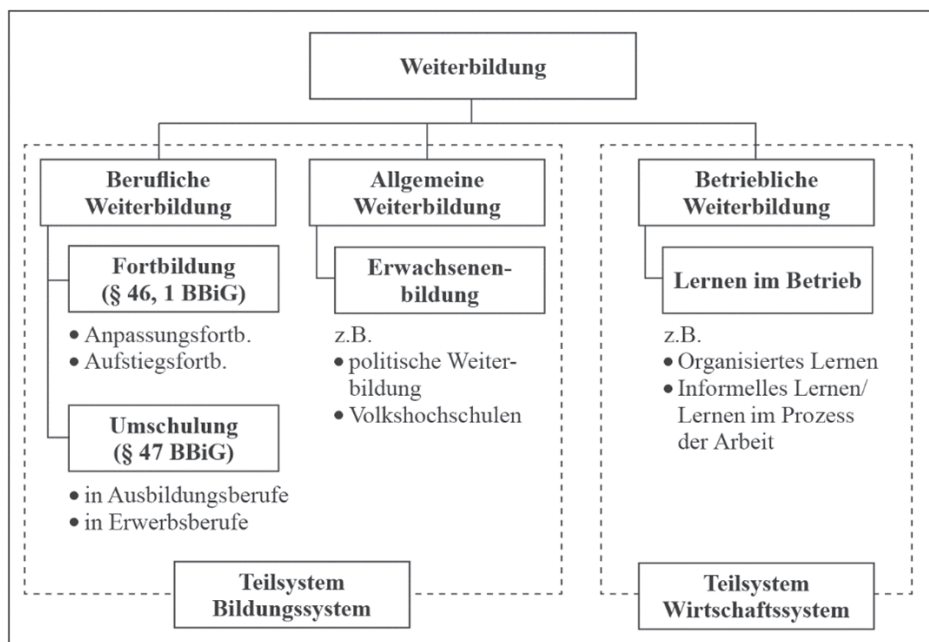 Weiterbildung
Berufliche
Weiterbildung
Fortbildung
(§ 46, 1 BBiG)
• Anpassungsfortb.
• Aufstiegsfortb.
Umschulung
(§ 47 BBiG)
• in Ausbildungsberufe
• in Erwerbsberufe
Allgemeine
Weiterbildung
Erwachsenen-
bildung
z.B.
• politische Weiter-
bildung
• Volkshochschulen
Teilsystem
Bildungssystem
Betriebliche
Weiterbildung
Lernen im Betrieb
z.B.
• Organisiertes Lernen
• Informelles Lernen/
Lernen im Prozess
der Arbeit
Teilsystem
Wirtschaftssystem